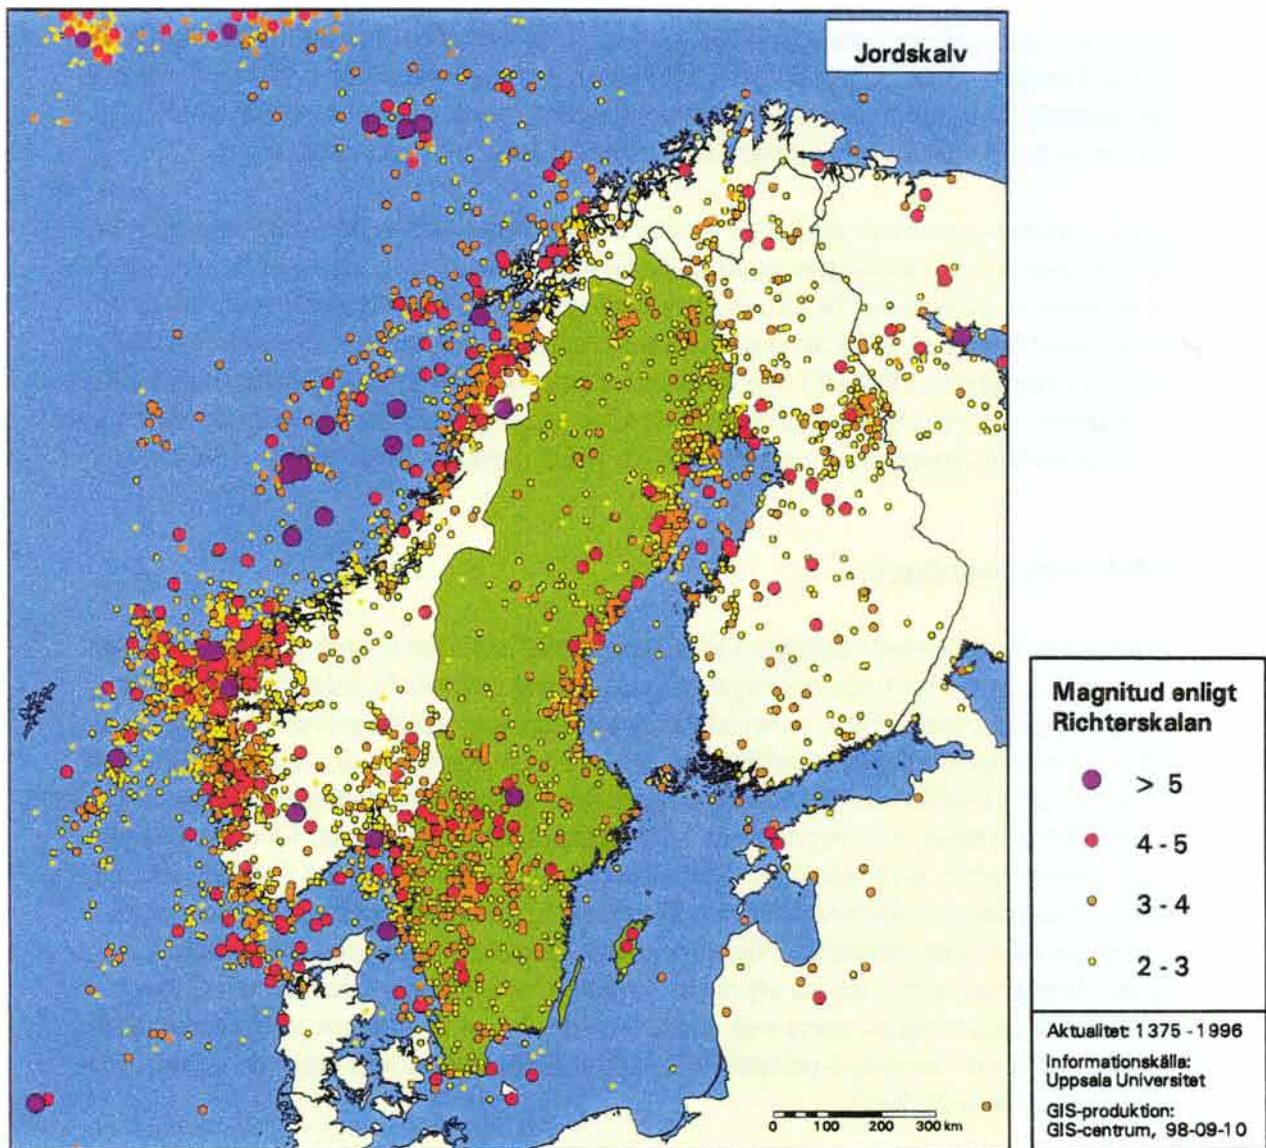 Jordskalv
Magnitud enligt
Richterskalan
> 5
4 - 5
3 - 4
2 - 3
Aktualitet: 1375 - 1996
Informationskälla:
Uppsala Universitet
GIS-produktion:
GIS-centrum, 98-09-10
0 100 200 300 km